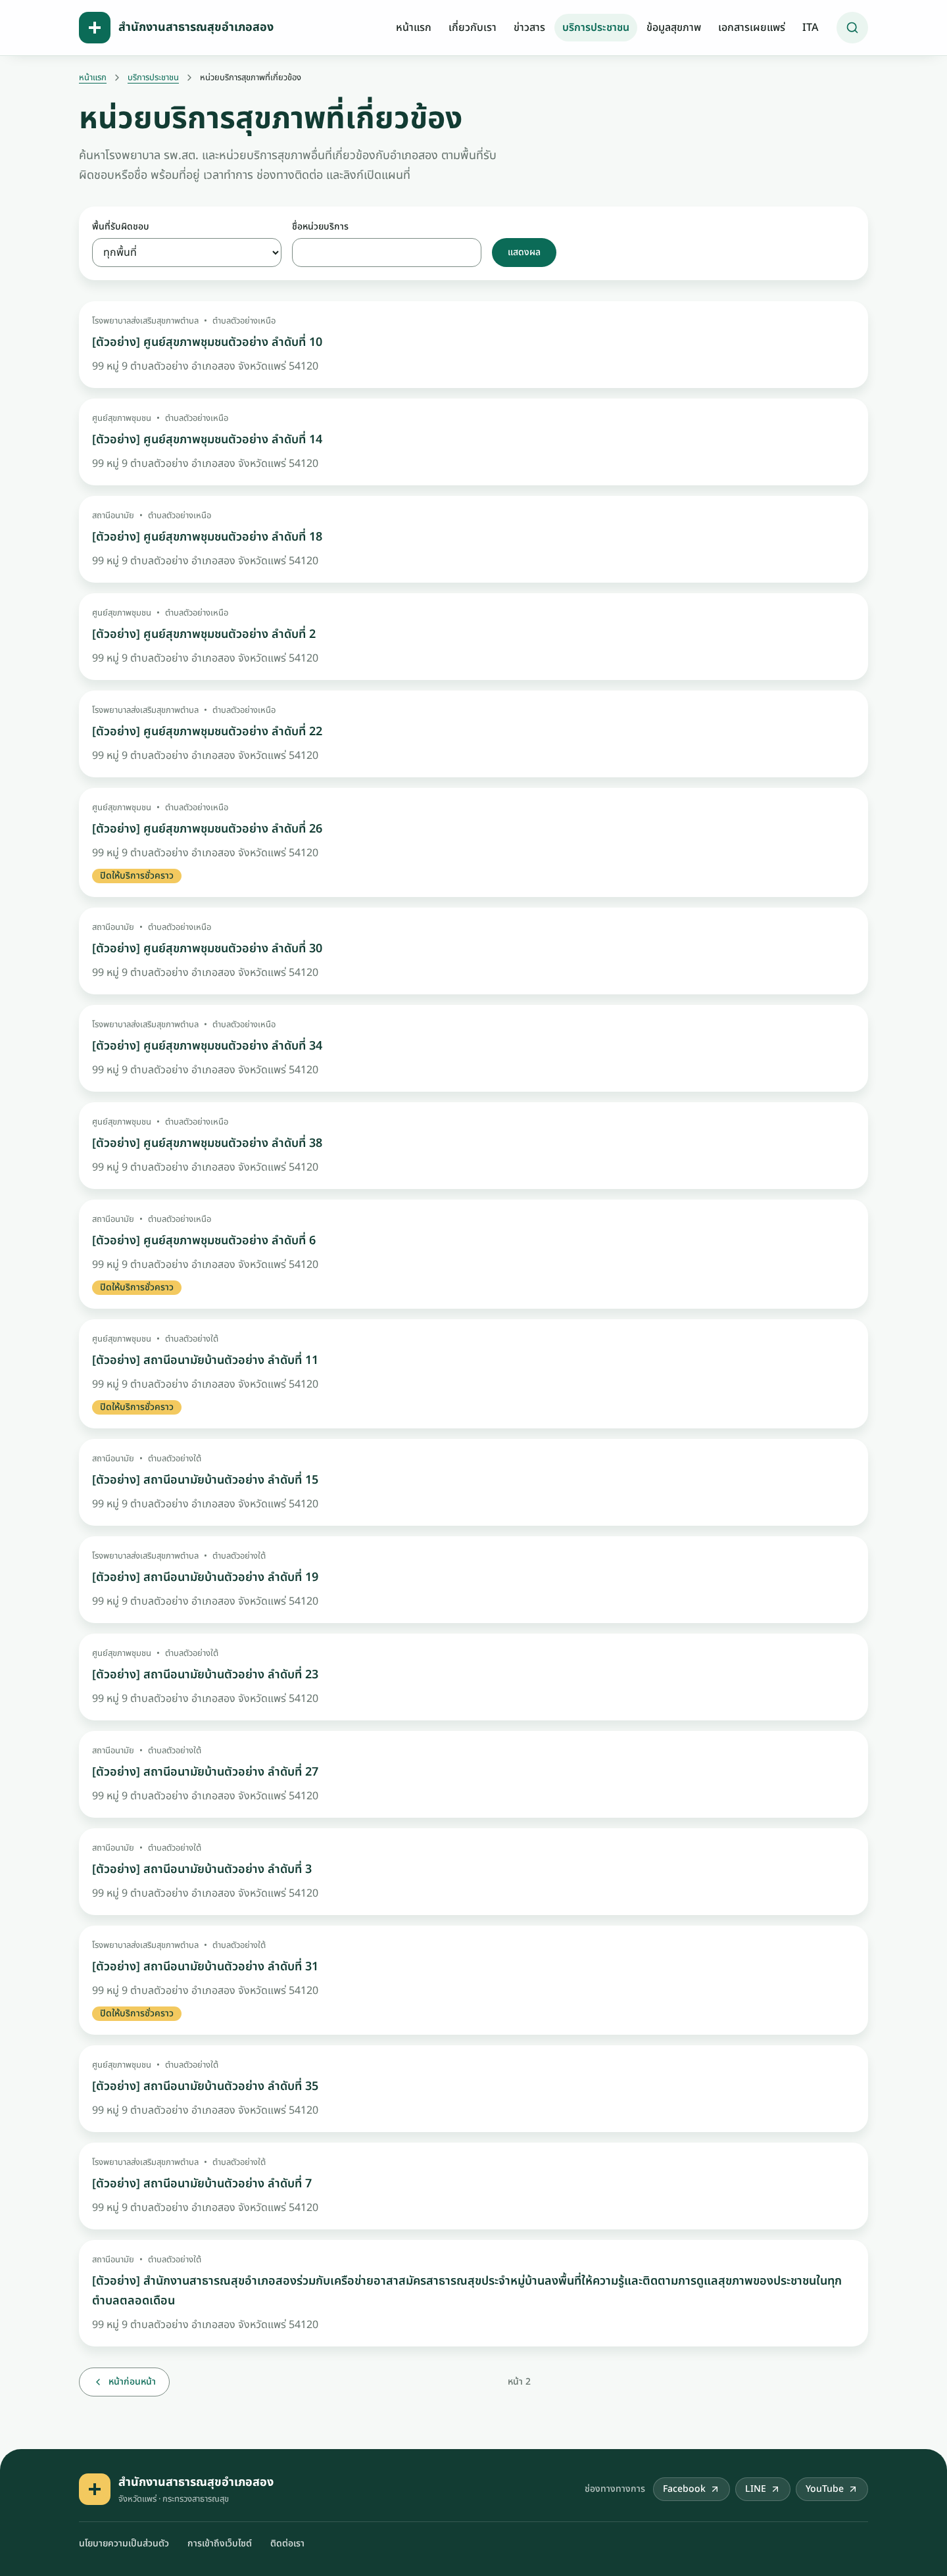 สำนักงานสาธารณสุขอำเภอสอง
หน้าแรก เกี่ยวกับเรา ข่าวสาร บริการประชาชน ข้อมูลสุขภาพ เอกสารเผยแพร่ ITA
หน้าแรก > บริการประชาชน > หน่วยบริการสุขภาพที่เกี่ยวข้อง
หน่วยบริการสุขภาพที่เกี่ยวข้อง
ค้นหาโรงพยาบาล รพ.สต. และหน่วยบริการสุขภาพอื่นที่เกี่ยวข้องกับอำเภอสอง ตามพื้นที่รับ
ผิดชอบหรือชื่อ พร้อมที่อยู่ เวลาทำการ ช่องทางติดต่อ และลิงก์เปิดแผนที่
พื้นที่รับผิดชอบ ชื่อหน่วยบริการ
ทุกพื้นที่ แสดงผล
โรงพยาบาลส่งเสริมสุขภาพตำบล • ตำบลตัวอย่างเหนือ
[ตัวอย่าง] ศูนย์สุขภาพชุมชนตัวอย่าง ลำดับที่ 10
99 หมู่ 9 ตำบลตัวอย่าง อำเภอสอง จังหวัดแพร่ 54120
ศูนย์สุขภาพชุมชน • ตำบลตัวอย่างเหนือ
[ตัวอย่าง] ศูนย์สุขภาพชุมชนตัวอย่าง ลำดับที่ 14
99 หมู่ 9 ตำบลตัวอย่าง อำเภอสอง จังหวัดแพร่ 54120
สถานีอนามัย • ตำบลตัวอย่างเหนือ
[ตัวอย่าง] ศูนย์สุขภาพชุมชนตัวอย่าง ลำดับที่ 18
99 หมู่ 9 ตำบลตัวอย่าง อำเภอสอง จังหวัดแพร่ 54120
ศูนย์สุขภาพชุมชน • ตำบลตัวอย่างเหนือ
[ตัวอย่าง] ศูนย์สุขภาพชุมชนตัวอย่าง ลำดับที่ 2
99 หมู่ 9 ตำบลตัวอย่าง อำเภอสอง จังหวัดแพร่ 54120
โรงพยาบาลส่งเสริมสุขภาพตำบล • ตำบลตัวอย่างเหนือ
[ตัวอย่าง] ศูนย์สุขภาพชุมชนตัวอย่าง ลำดับที่ 22
99 หมู่ 9 ตำบลตัวอย่าง อำเภอสอง จังหวัดแพร่ 54120
ศูนย์สุขภาพชุมชน • ตำบลตัวอย่างเหนือ
[ตัวอย่าง] ศูนย์สุขภาพชุมชนตัวอย่าง ลำดับที่ 26
99 หมู่ 9 ตำบลตัวอย่าง อำเภอสอง จังหวัดแพร่ 54120
ปิดให้บริการชั่วคราว
สถานีอนามัย • ตำบลตัวอย่างเหนือ
[ตัวอย่าง] ศูนย์สุขภาพชุมชนตัวอย่าง ลำดับที่ 30
99 หมู่ 9 ตำบลตัวอย่าง อำเภอสอง จังหวัดแพร่ 54120
โรงพยาบาลส่งเสริมสุขภาพตำบล • ตำบลตัวอย่างเหนือ
[ตัวอย่าง] ศูนย์สุขภาพชุมชนตัวอย่าง ลำดับที่ 34
99 หมู่ 9 ตำบลตัวอย่าง อำเภอสอง จังหวัดแพร่ 54120
ศูนย์สุขภาพชุมชน • ตำบลตัวอย่างเหนือ
[ตัวอย่าง] ศูนย์สุขภาพชุมชนตัวอย่าง ลำดับที่ 38
99 หมู่ 9 ตำบลตัวอย่าง อำเภอสอง จังหวัดแพร่ 54120
สถานีอนามัย • ตำบลตัวอย่างเหนือ
[ตัวอย่าง] ศูนย์สุขภาพชุมชนตัวอย่าง ลำดับที่ 6
99 หมู่ 9 ตำบลตัวอย่าง อำเภอสอง จังหวัดแพร่ 54120
ปิดให้บริการชั่วคราว
ศูนย์สุขภาพชุมชน • ตำบลตัวอย่างใต้
[ตัวอย่าง] สถานีอนามัยบ้านตัวอย่าง ลำดับที่ 11
99 หมู่ 9 ตำบลตัวอย่าง อำเภอสอง จังหวัดแพร่ 54120
ปิดให้บริการชั่วคราว
สถานีอนามัย • ตำบลตัวอย่างใต้
[ตัวอย่าง] สถานีอนามัยบ้านตัวอย่าง ลำดับที่ 15
99 หมู่ 9 ตำบลตัวอย่าง อำเภอสอง จังหวัดแพร่ 54120
โรงพยาบาลส่งเสริมสุขภาพตำบล • ตำบลตัวอย่างใต้
[ตัวอย่าง] สถานีอนามัยบ้านตัวอย่าง ลำดับที่ 19
99 หมู่ 9 ตำบลตัวอย่าง อำเภอสอง จังหวัดแพร่ 54120
ศูนย์สุขภาพชุมชน • ตำบลตัวอย่างใต้
[ตัวอย่าง] สถานีอนามัยบ้านตัวอย่าง ลำดับที่ 23
99 หมู่ 9 ตำบลตัวอย่าง อำเภอสอง จังหวัดแพร่ 54120
สถานีอนามัย • ตำบลตัวอย่างใต้
[ตัวอย่าง] สถานีอนามัยบ้านตัวอย่าง ลำดับที่ 27
99 หมู่ 9 ตำบลตัวอย่าง อำเภอสอง จังหวัดแพร่ 54120
สถานีอนามัย • ตำบลตัวอย่างใต้
[ตัวอย่าง] สถานีอนามัยบ้านตัวอย่าง ลำดับที่ 3
99 หมู่ 9 ตำบลตัวอย่าง อำเภอสอง จังหวัดแพร่ 54120
โรงพยาบาลส่งเสริมสุขภาพตำบล • ตำบลตัวอย่างใต้
[ตัวอย่าง] สถานีอนามัยบ้านตัวอย่าง ลำดับที่ 31
99 หมู่ 9 ตำบลตัวอย่าง อำเภอสอง จังหวัดแพร่ 54120
ปิดให้บริการชั่วคราว
ศูนย์สุขภาพชุมชน • ตำบลตัวอย่างใต้
[ตัวอย่าง] สถานีอนามัยบ้านตัวอย่าง ลำดับที่ 35
99 หมู่ 9 ตำบลตัวอย่าง อำเภอสอง จังหวัดแพร่ 54120
โรงพยาบาลส่งเสริมสุขภาพตำบล • ตำบลตัวอย่างใต้
[ตัวอย่าง] สถานีอนามัยบ้านตัวอย่าง ลำดับที่ 7
99 หมู่ 9 ตำบลตัวอย่าง อำเภอสอง จังหวัดแพร่ 54120
สถานีอนามัย • ตำบลตัวอย่างใต้
[ตัวอย่าง] สำนักงานสาธารณสุขอำเภอสองร่วมกับเครือข่ายอาสาสมัครสาธารณสุขประจำหมู่บ้านลงพื้นที่ให้ความรู้และติดตามการดูแลสุขภาพของประชาชนในทุก
ตำบลตลอดเดือน
99 หมู่ 9 ตำบลตัวอย่าง อำเภอสอง จังหวัดแพร่ 54120
หน้าก่อนหน้า หน้า 2
สำนักงานสาธารณสุขอำเภอสอง
จังหวัดแพร่ · กระทรวงสาธารณสุข
ช่องทางทางการ Facebook LINE YouTube
นโยบายความเป็นส่วนตัว การเข้าถึงเว็บไซต์ ติดต่อเรา